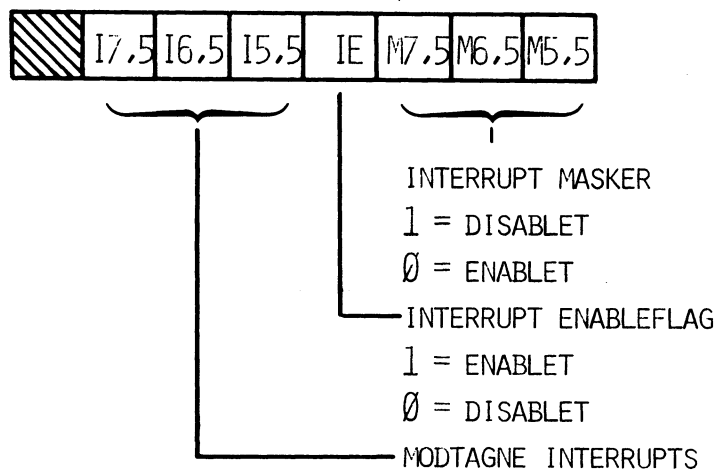 I7,5 I6,5 I5,5 IE M7,5 M6,5 M5,5
INTERRUPT MASKER
1 = DISABLET
Ø = ENABLET
INTERRUPT ENABLEFLAG
1 = ENABLET
Ø = DISABLET
MODTAGNE INTERRUPTS